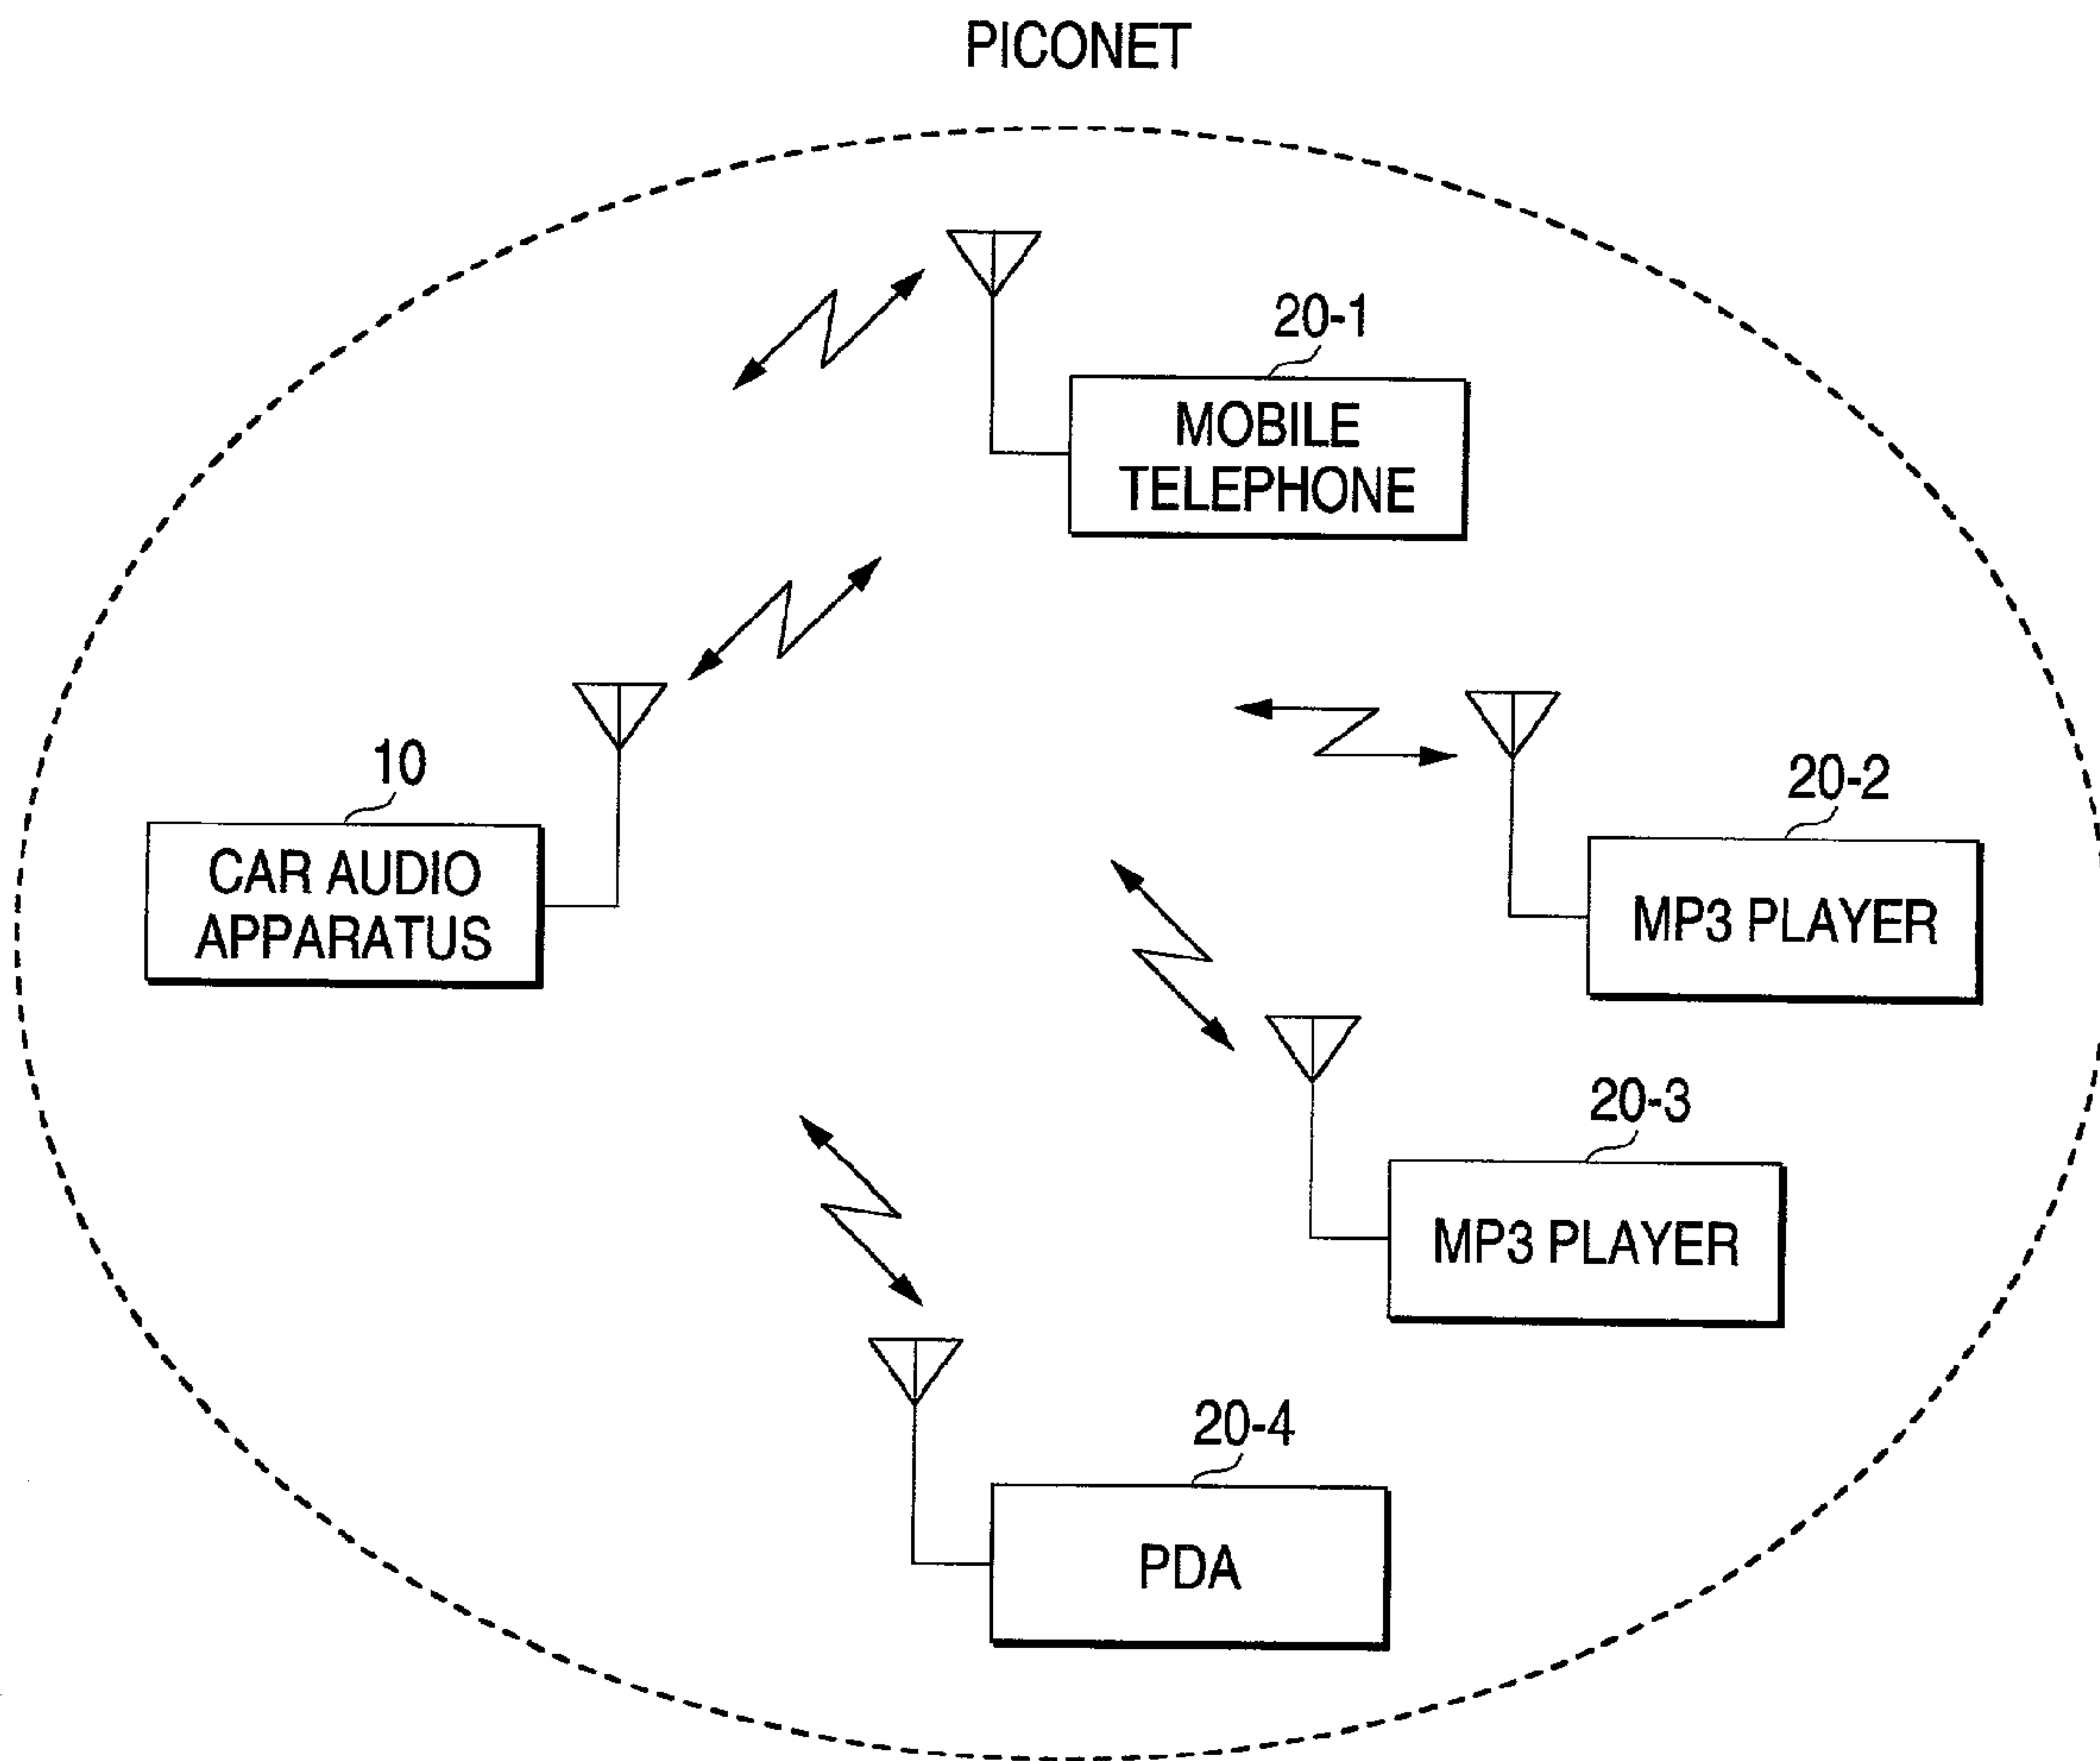 PICONET
20-1
MOBILE
TELEPHONE
10
CAR AUDIO
APPARATUS
20-2
MP3 PLAYER
20-3
MP3 PLAYER
20-4
PDA